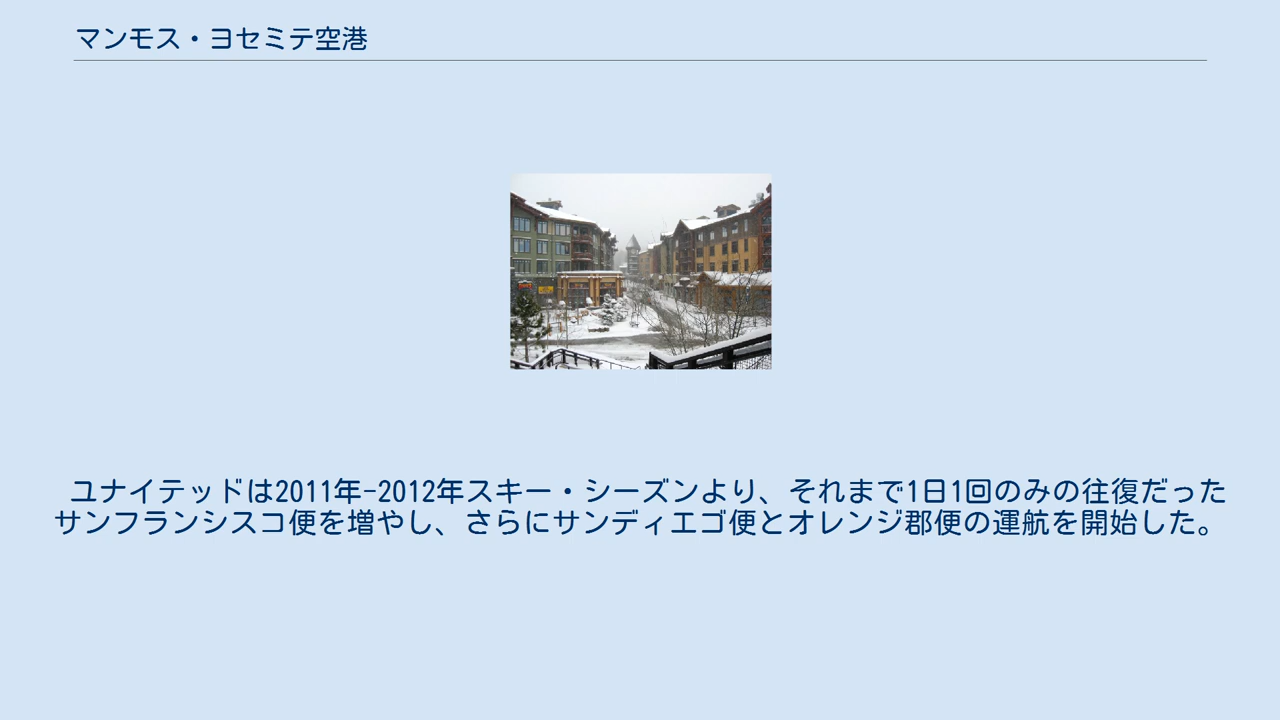 マンモス・ヨセミテ空港
ユナイテッドは2011年-2012年スキー・シーズンより、それまで1日1回のみの往復だった
サンフランシスコ便を増やし、さらにサンディエゴ便とオレンジ郡便の運航を開始した。